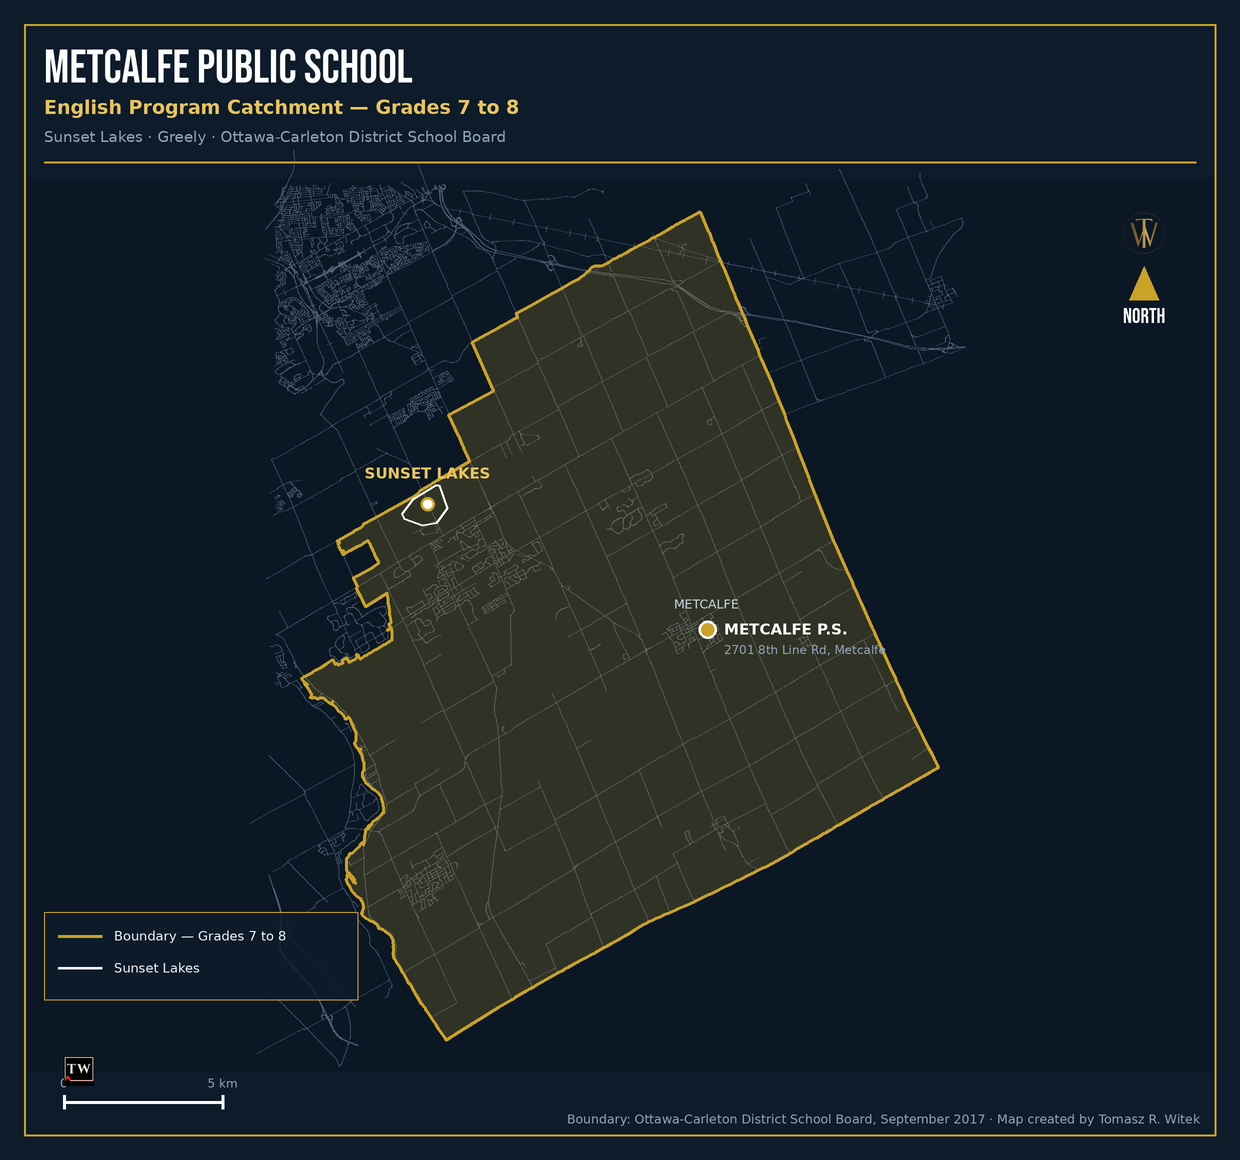 METCALFE PUBLIC SCHOOL
English Program Catchment — Grades 7 to 8
Sunset Lakes · Greely · Ottawa-Carleton District School Board
TW
NORTH
SUNSET LAKES
METCALFE
METCALFE P.S.
2701 8th Line Rd, Metcalfe
Boundary — Grades 7 to 8
Sunset Lakes
TW
0 5 km
Boundary: Ottawa-Carleton District School Board, September 2017 · Map created by Tomasz R. Witek